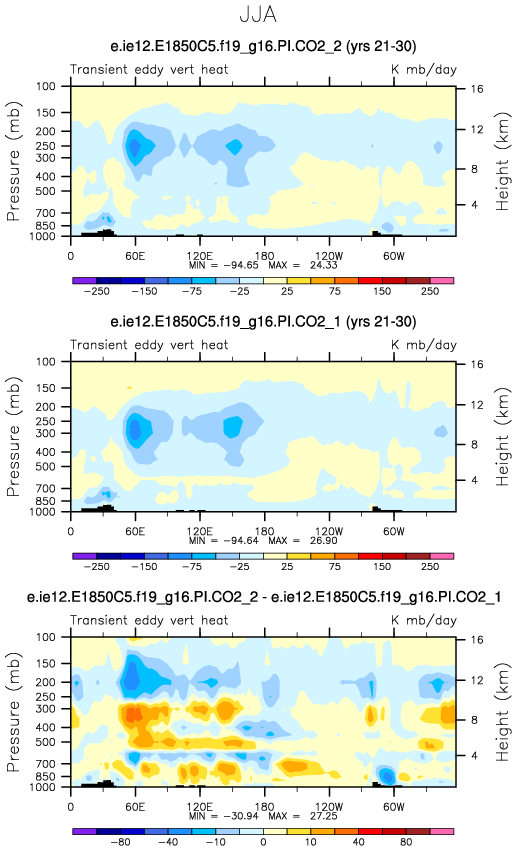 JJA
e.ie12.E1850C5.f19_g16.PI.CO2_2 (yrs 21-30)
Transient eddy vert heat K mb/day
Pressure (mb)
100
150
200
250
300
400
500
700
850
1000
Height (km)
16
12
8
4
0 60E 120E 180 120W 60W
MIN = -94.65 MAX = 24.33
-250 -150 -75 -25 25 75 150 250
e.ie12.E1850C5.f19_g16.PI.CO2_1 (yrs 21-30)
Transient eddy vert heat K mb/day
Pressure (mb)
100
150
200
250
300
400
500
700
850
1000
Height (km)
16
12
8
4
0 60E 120E 180 120W 60W
MIN = -94.64 MAX = 26.90
-250 -150 -75 -25 25 75 150 250
e.ie12.E1850C5.f19_g16.PI.CO2_2 - e.ie12.E1850C5.f19_g16.PI.CO2_1
Transient eddy vert heat K mb/day
Pressure (mb)
100
150
200
250
300
400
500
700
850
1000
Height (km)
16
12
8
4
0 60E 120E 180 120W 60W
MIN = -30.94 MAX = 27.25
-80 -40 -10 0 10 40 80